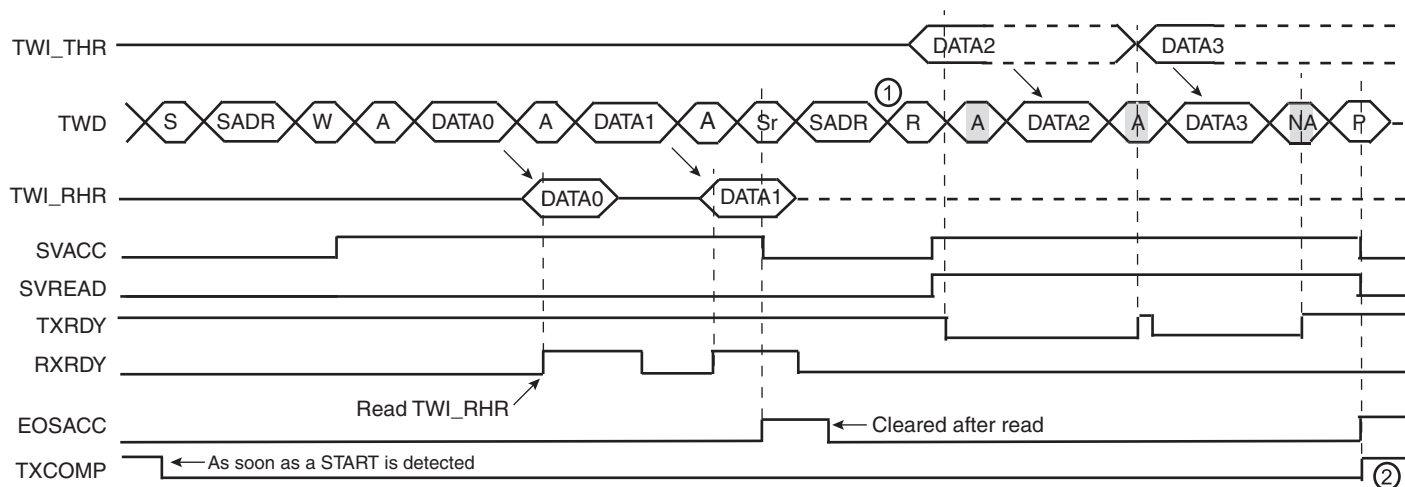 TWI_THR DATA2 DATA3
1
TWD S SADR W A DATA0 A DATA1 A Sr SADR R A DATA2 A DATA3 NA P
TWI_RHR DATA0 DATA1
SVACC
SVREAD
TXRDY
RXRDY
Read TWI_RHR
EOSACC Cleared after read
TXCOMP As soon as a START is detected 2